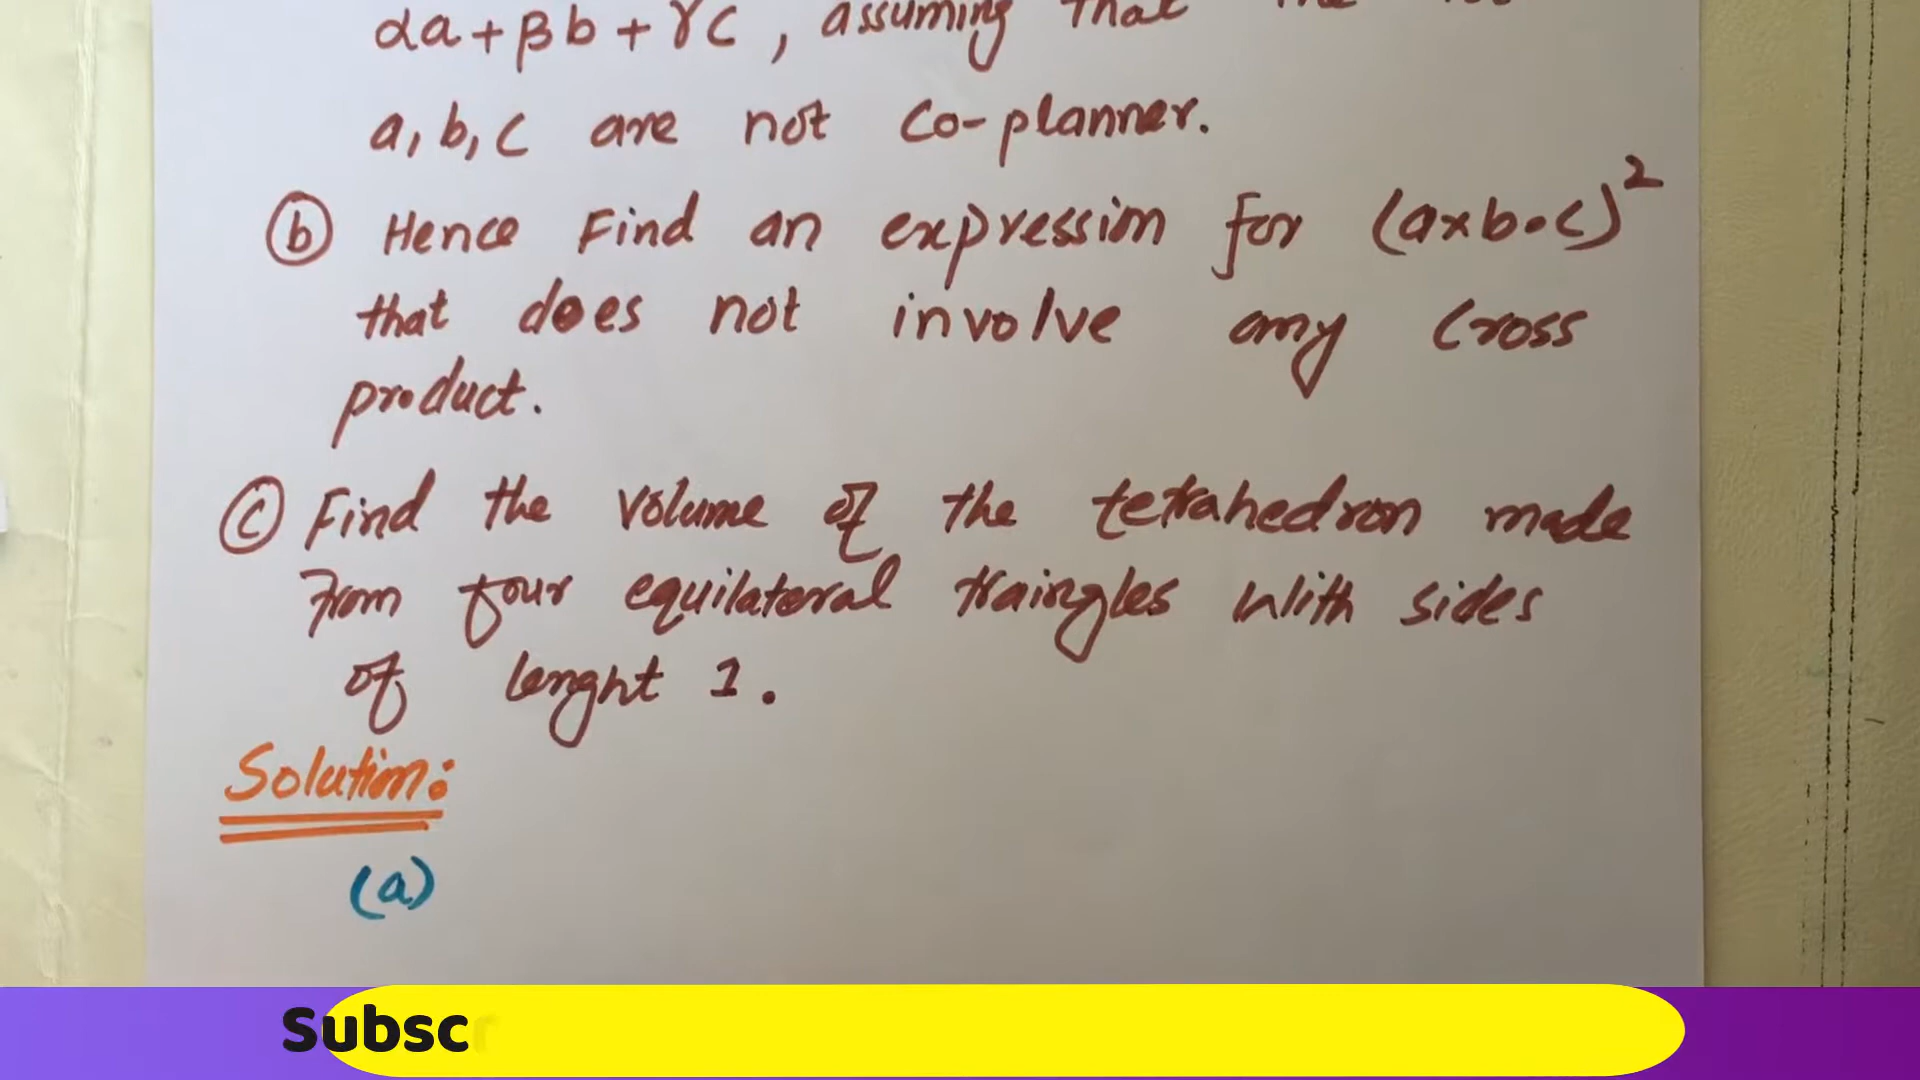 αa+βb+γc, assuming that
a, b, c are not Co-planner.
(b) Hence Find an expression for (a×b•c)²
that does not involve any Cross
product.
(c) Find the volume of the tetrahedron made
From four equilateral traingles with sides
of lenght 1.
Solution:
(a)
Subsc